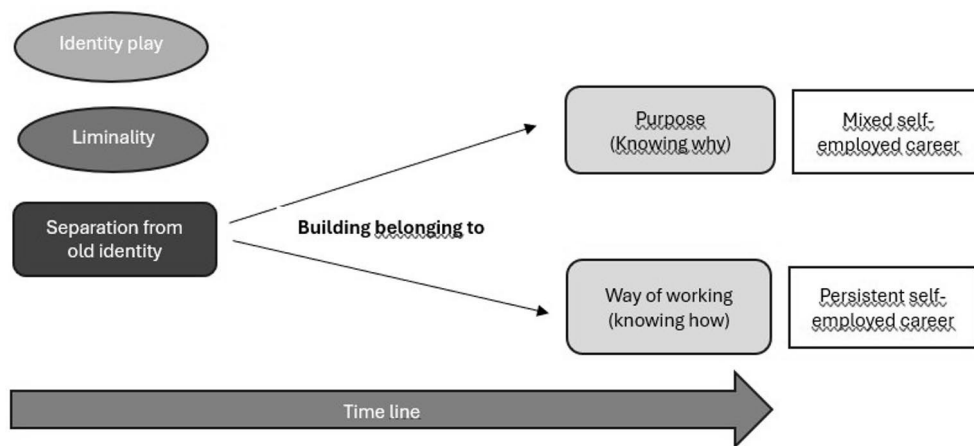 Identity play
Liminality
Separation from
old identity
Building belonging to
Purpose
(Knowing why)
Mixed self-
employed career
Way of working
(knowing how)
Persistent self-
employed career
Time line